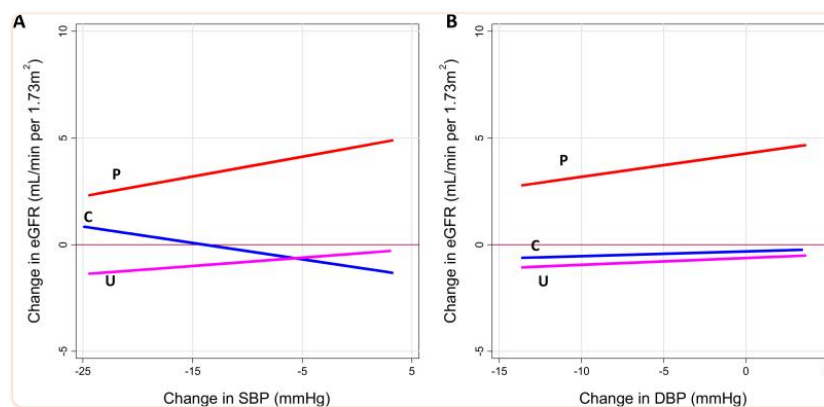 A
Change in eGFR (mL/min per 1.73m²)
10
5
0
-5
P
C
U
-25
-15
-5
5
Change in SBP (mmHg)
B
Change in eGFR (mL/min per 1.73m²)
10
5
0
-5
P
C
U
-15
-10
-5
0
Change in DBP (mmHg)